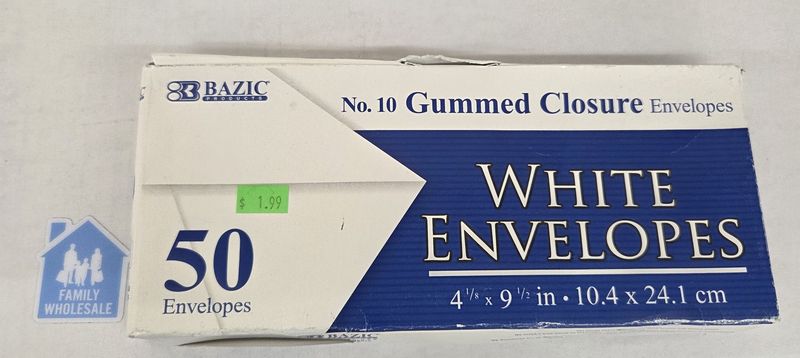 BAZIC
PRODUCTS
No. 10 Gummed Closure Envelopes
$ 1.99
WHITE
ENVELOPES
4 1/8 x 9 1/2 in • 10.4 x 24.1 cm
50
Envelopes
FAMILY
WHOLESALE
BAZIC